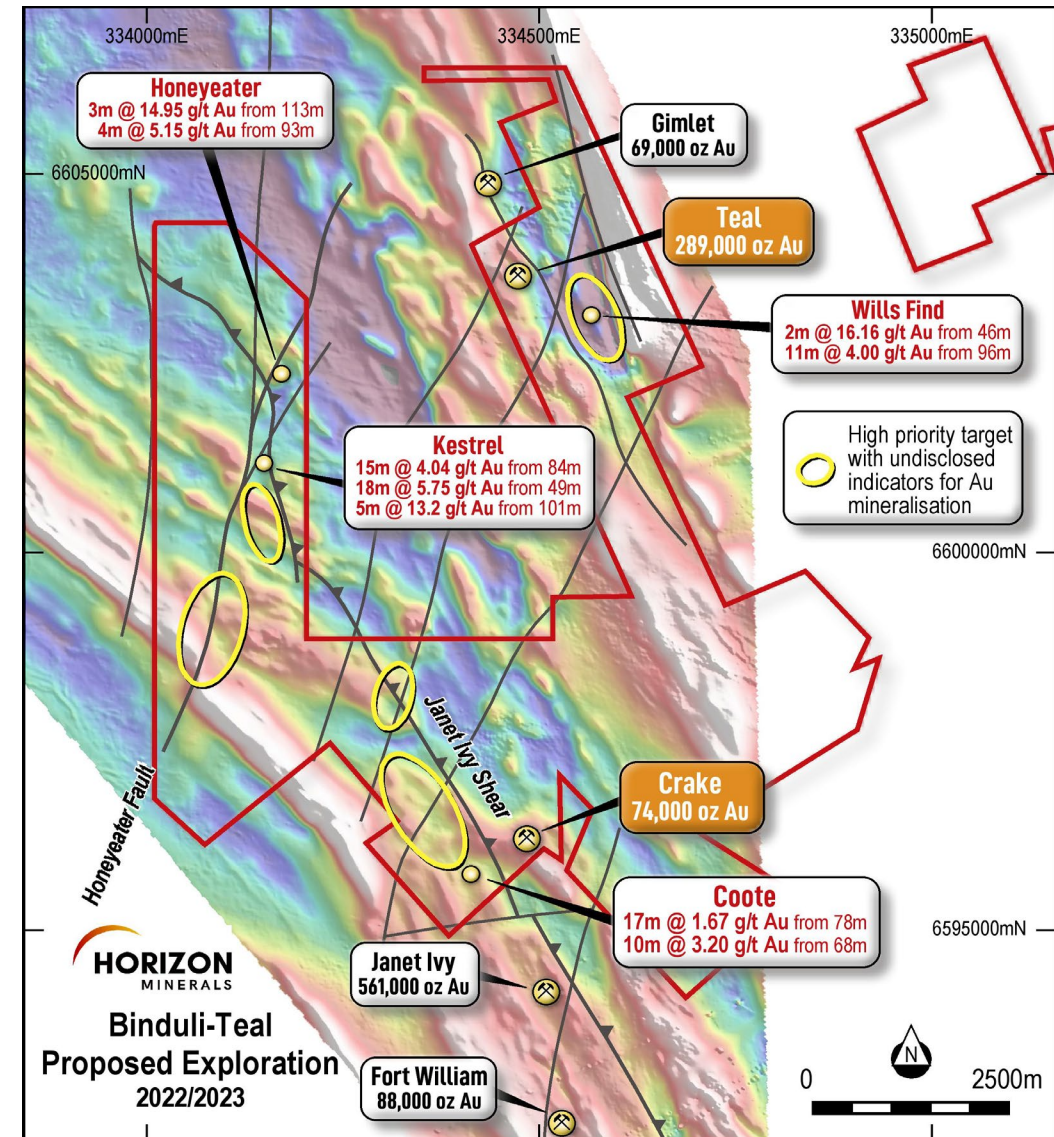 334000mE
334500mE
335000mE
Honeyeater
3m @ 14.95 g/t Au from 113m
4m @ 5.15 g/t Au from 93m
Gimlet
69,000 oz Au
6605000mN
Teal
289,000 oz Au
Wills Find
2m @ 16.16 g/t Au from 46m
11m @ 4.00 g/t Au from 96m
Kestrel
15m @ 4.04 g/t Au from 84m
18m @ 5.75 g/t Au from 49m
5m @ 13.2 g/t Au from 101m
High priority target
with undisclosed
indicators for Au
mineralisation
6600000mN
Janet Ivy Shear
Honeyeater Fault
Crake
74,000 oz Au
Coote
17m @ 1.67 g/t Au from 78m
10m @ 3.20 g/t Au from 68m
6595000mN
HORIZON
MINERALS
Janet Ivy
561,000 oz Au
Binduli-Teal
Proposed Exploration
2022/2023
Fort William
88,000 oz Au
N
0
2500m